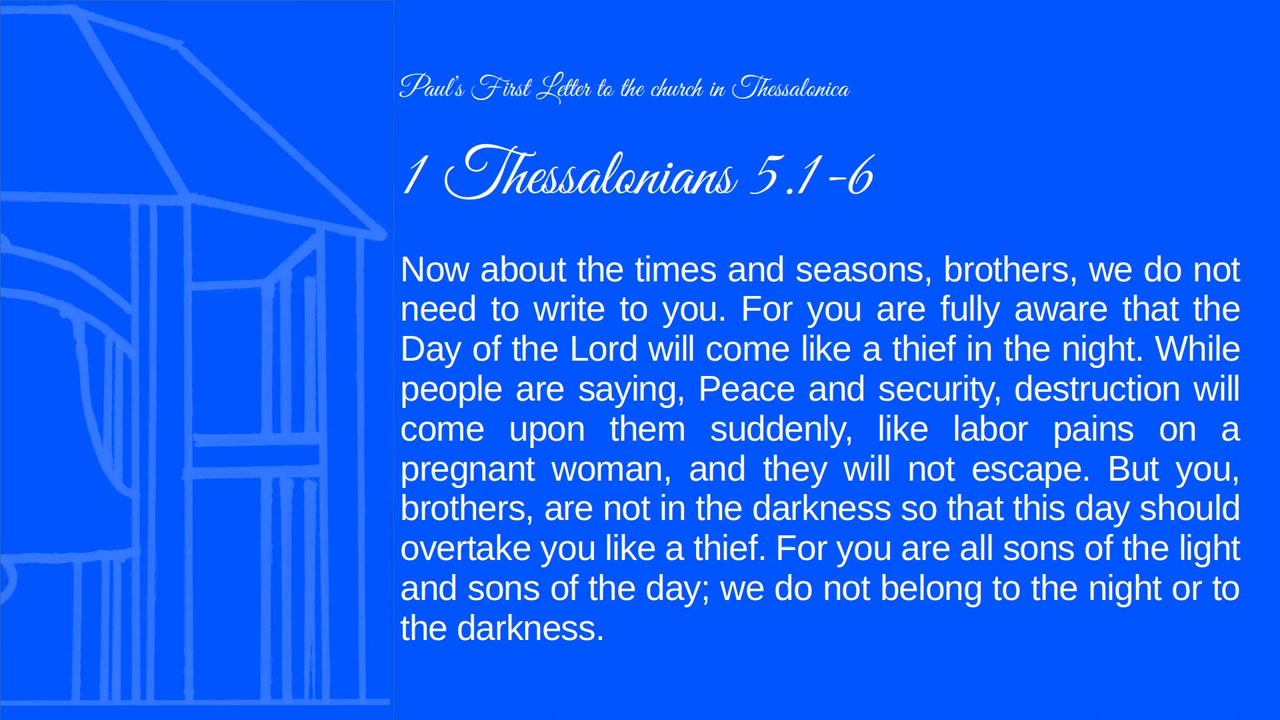 Paul's First Letter to the church in Thessalonica
1 Thessalonians 5.1-6
Now about the times and seasons, brothers, we do not
need to write to you. For you are fully aware that the
Day of the Lord will come like a thief in the night. While
people are saying, Peace and security, destruction will
come upon them suddenly, like labor pains on a
pregnant woman, and they will not escape. But you,
brothers, are not in the darkness so that this day should
overtake you like a thief. For you are all sons of the light
and sons of the day; we do not belong to the night or to
the darkness.